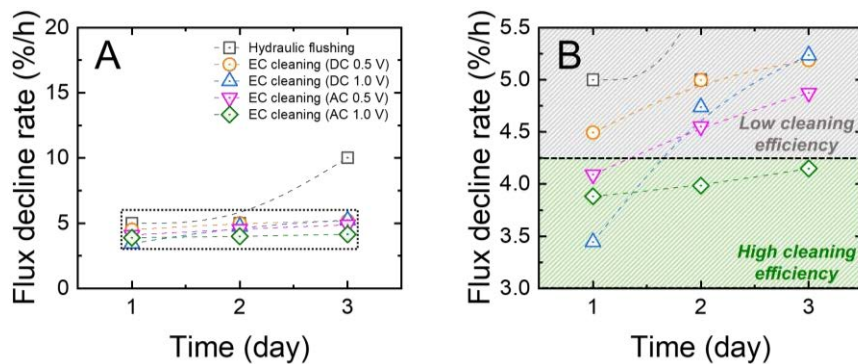 A
Flux decline rate (%/h)
20
15
10
5
0
1 2 3
Time (day)
Hydraulic flushing
EC cleaning (DC 0.5 V)
EC cleaning (DC 1.0 V)
EC cleaning (AC 0.5 V)
EC cleaning (AC 1.0 V)
B
Flux decline rate (%/h)
5.5
5.0
4.5
4.0
3.5
3.0
1 2 3
Time (day)
Low cleaning
efficiency
High cleaning
efficiency